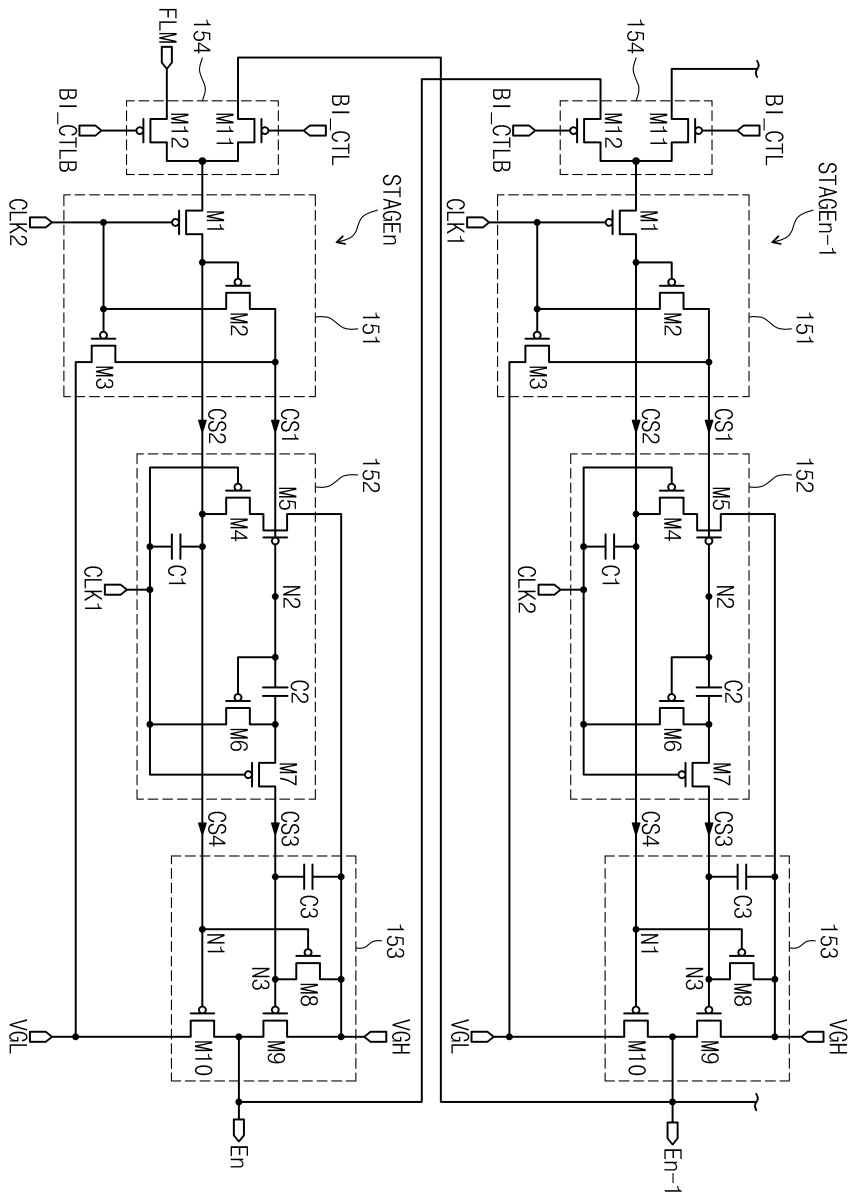 STAGEn-1
VGH
153
152
151
BI_CTL
154
C3
M8
M9
M5
N2
C2
M7
CS1
CS3
N3
M11
M2
M4
M6
En-1
M1
M12
CS2
CS4
N1
M10
C1
M3
BI_CTLB
CLK2
CLK1
VGL
STAGEn
VGH
153
152
151
BI_CTL
154
C3
M8
M9
M5
N2
C2
M7
CS1
CS3
N3
M11
M2
M4
M6
En
M1
M12
FLM
CS2
CS4
N1
M10
C1
M3
BI_CTLB
CLK1
CLK2
VGL